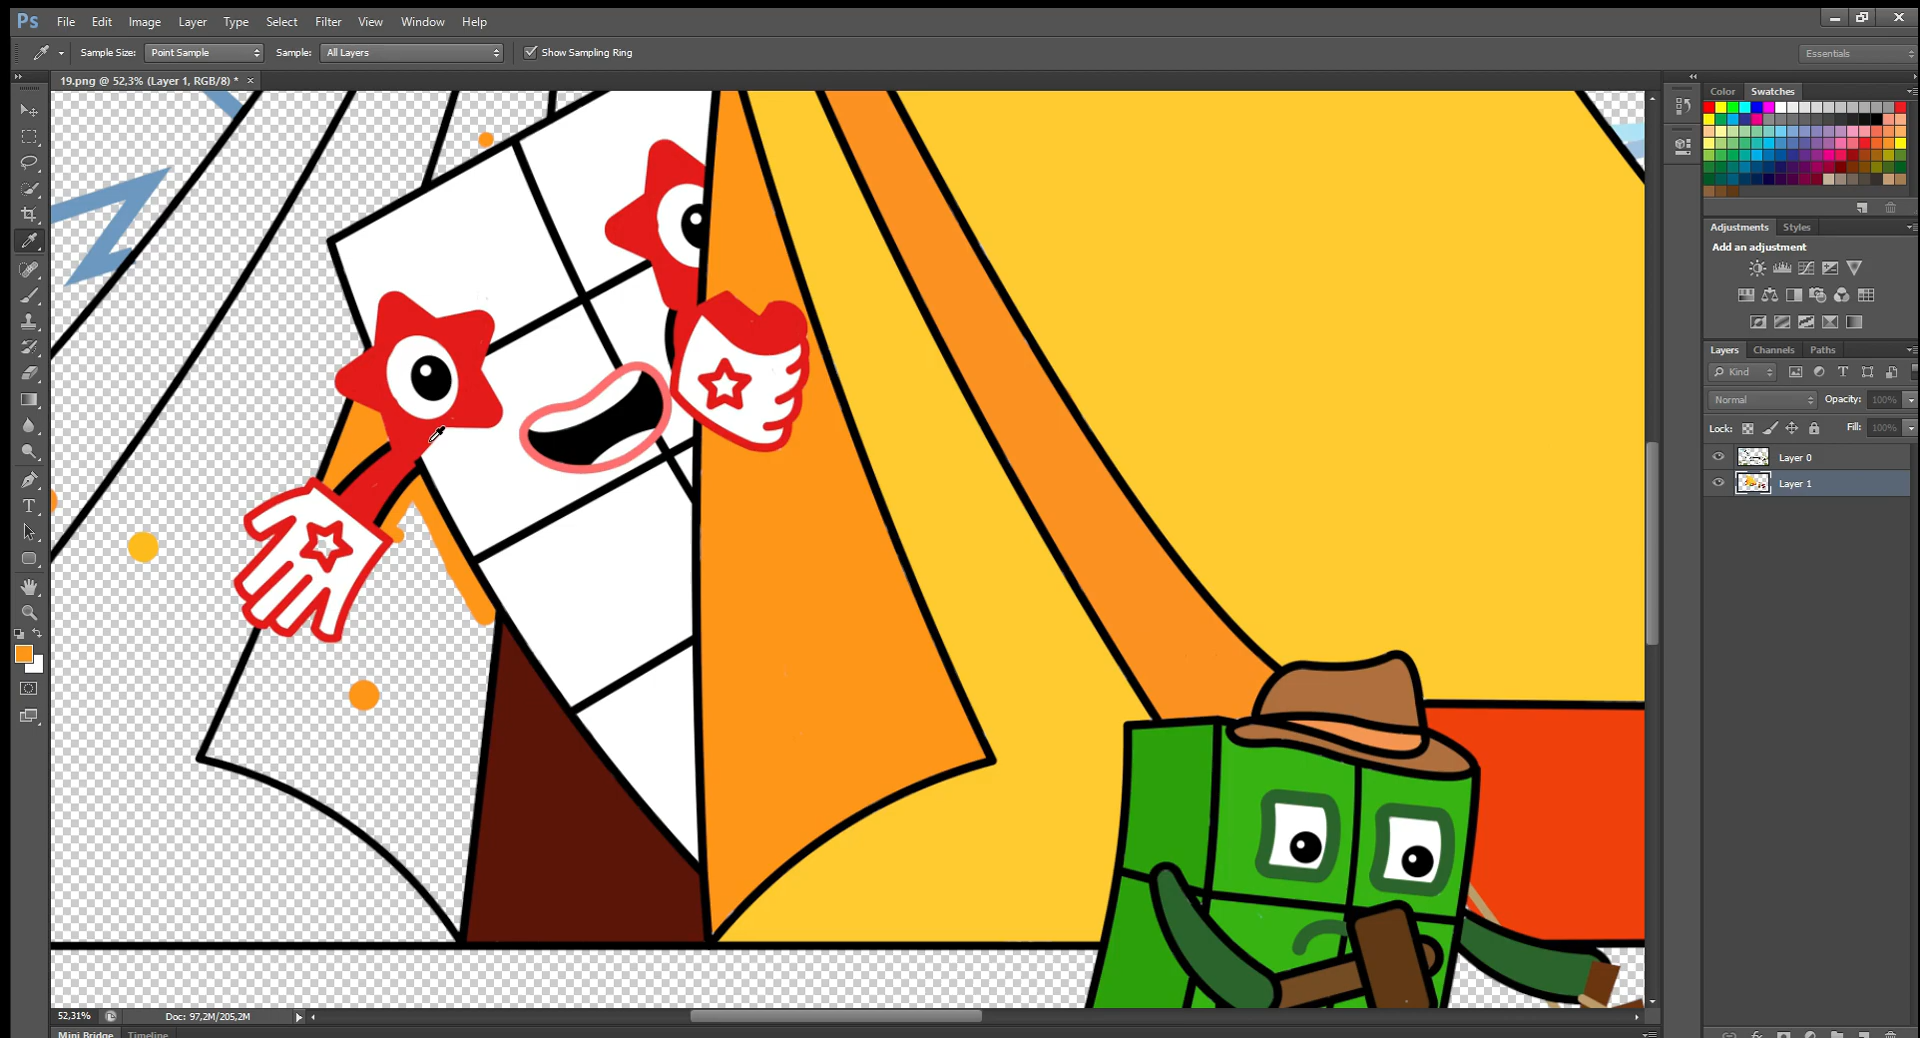 Ps File Edit Image Layer Type Select Filter View Window Help
Sample Size: Point Sample Sample: All Layers Show Sampling Ring Essentials
19.png @ 52,3% (Layer 1, RGB/8) *
Color Swatches
Adjustments Styles
Add an adjustment
Layers Channels Paths
Kind
Normal Opacity: 100%
Lock: Fill: 100%
Layer 0
Layer 1
52,31% Doc: 97,2M/205,2M
Mini Bridge Timeline